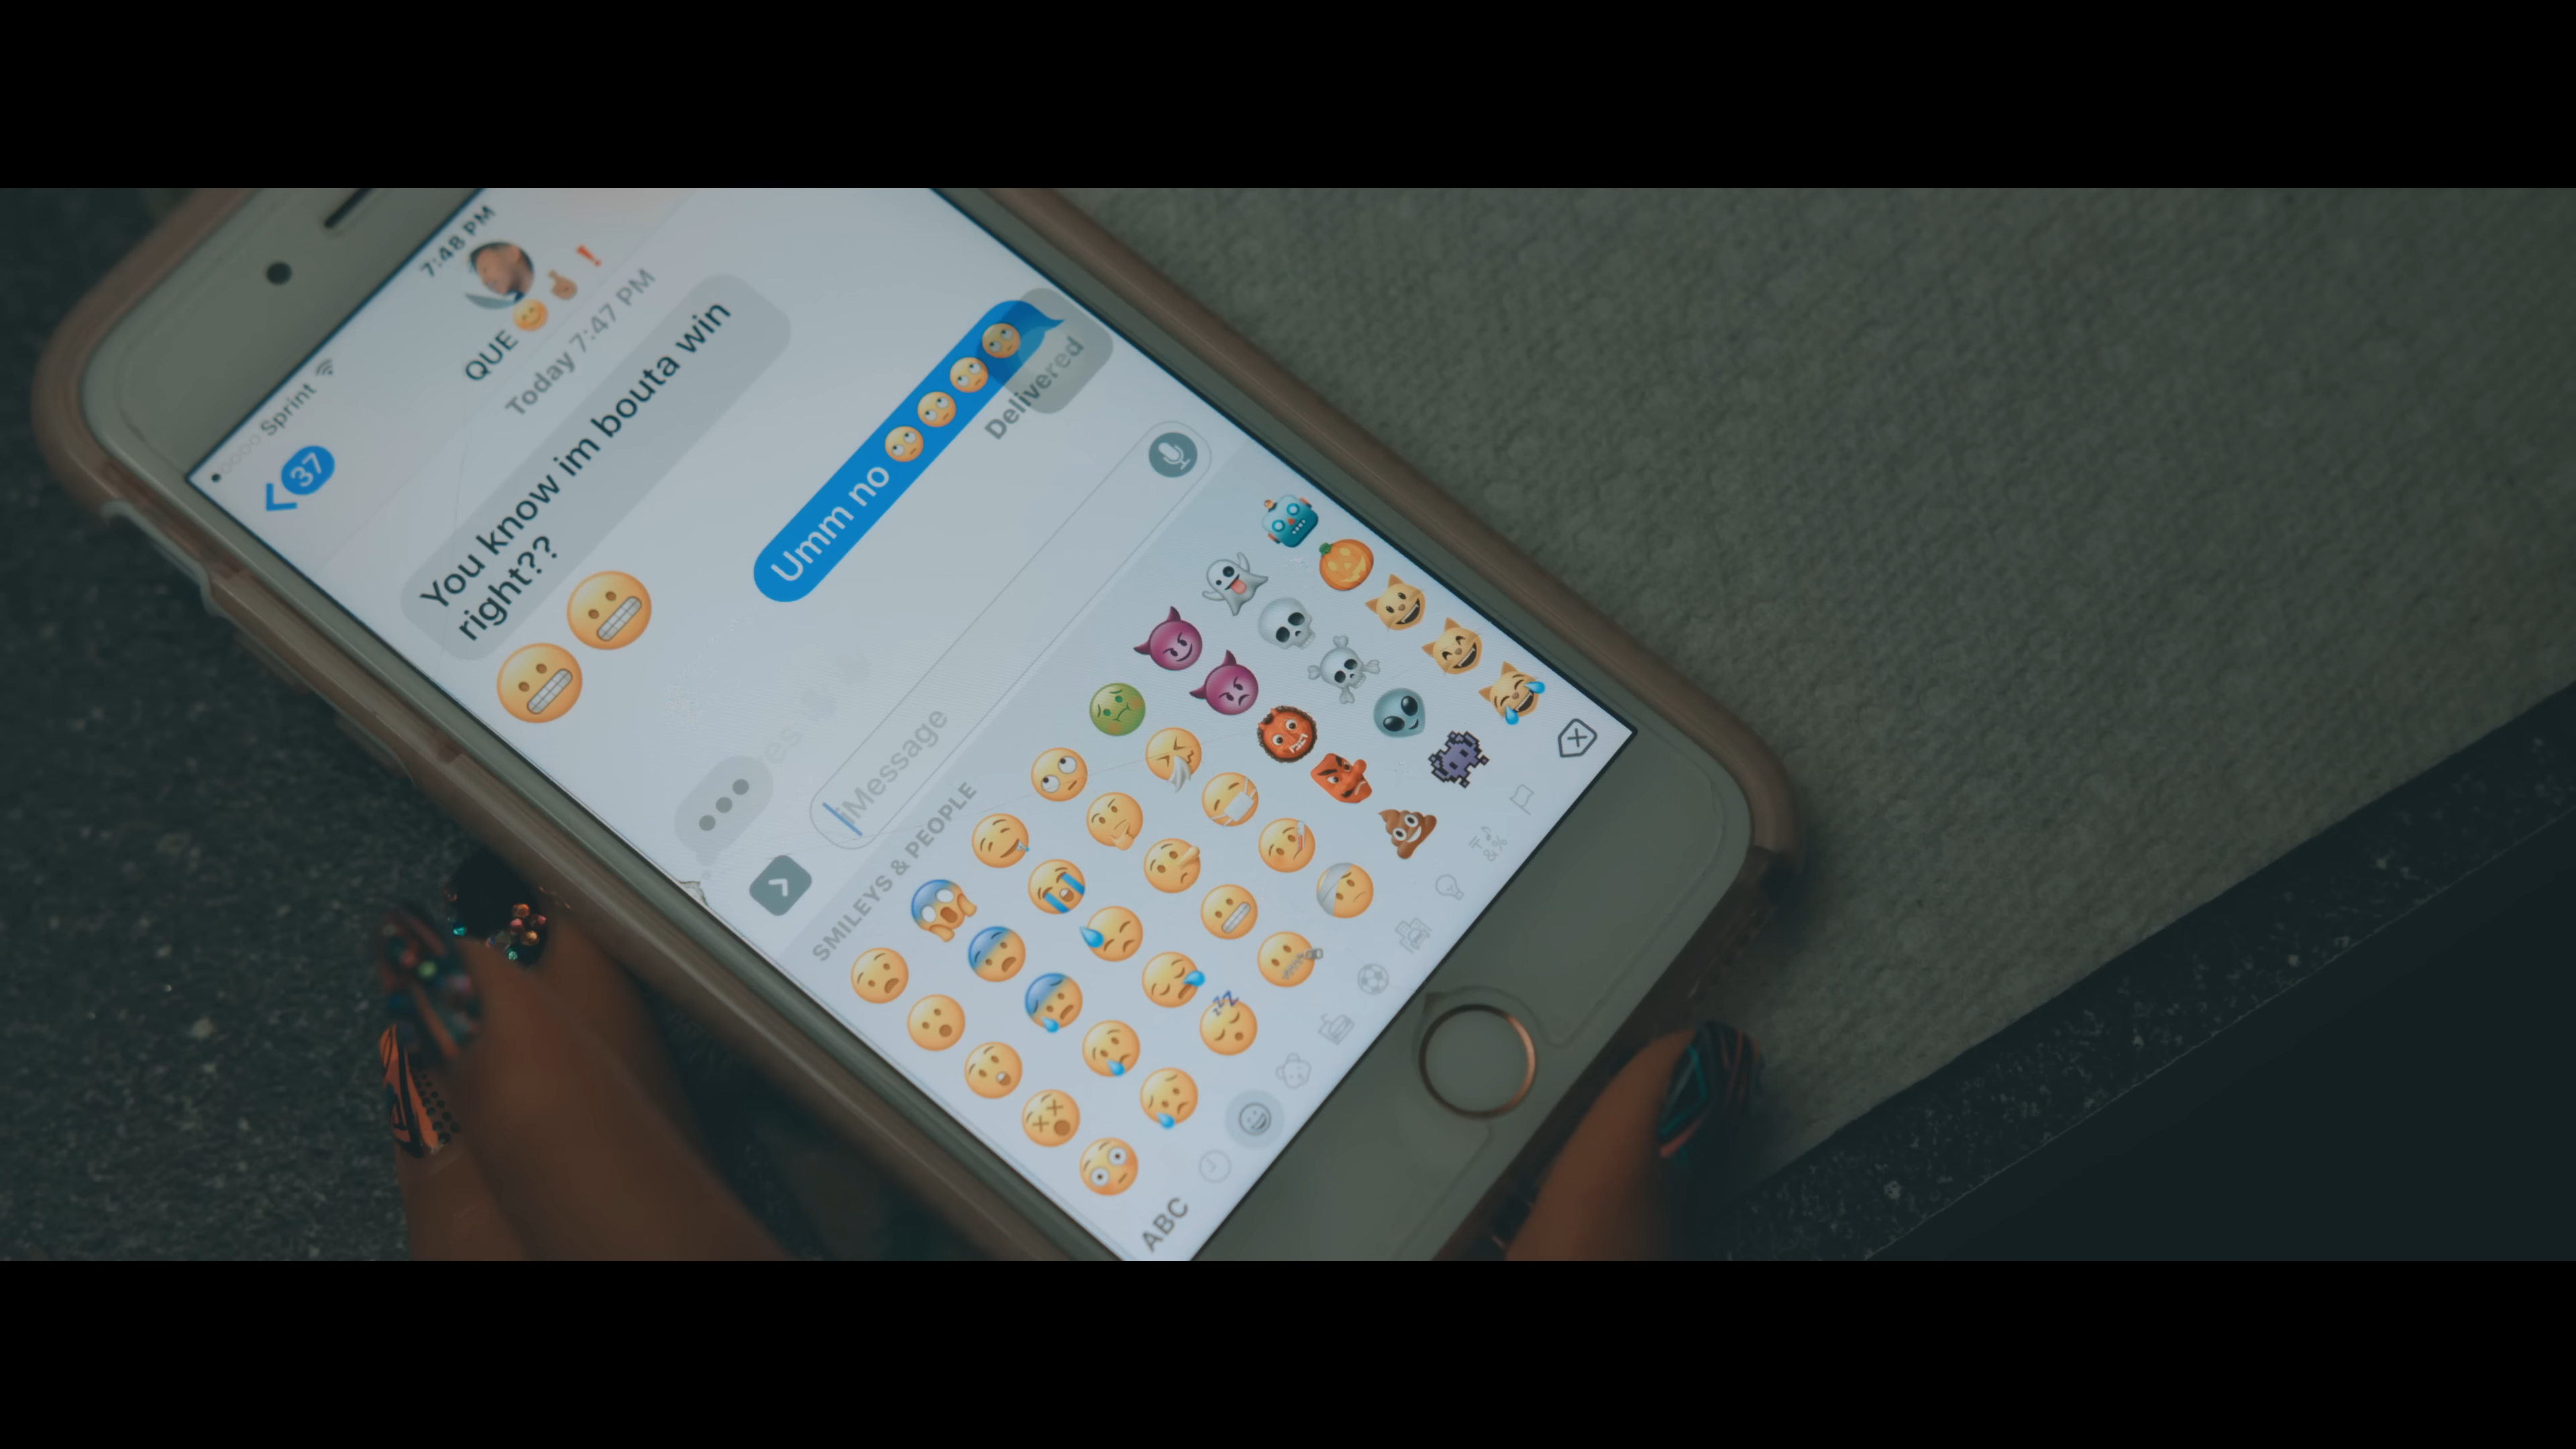 Sprint 7:48 PM
37
QUE 😊 ☝🏽 ❗
Today 7:47 PM
You know im bouta win
right??
😬 😬
Umm no 🙄 🙄 🙄 🙄
Delivered
iMessage
SMILEYS & PEOPLE
ABC